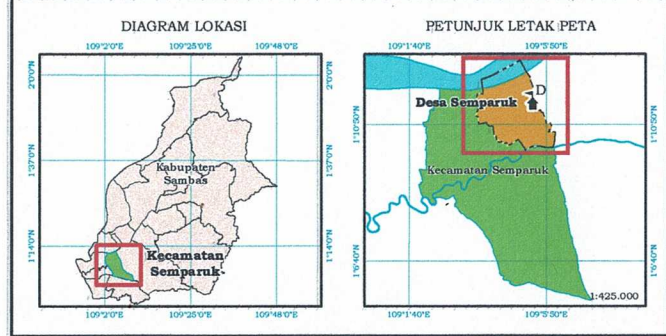 DIAGRAM LOKASI
109°2'0"E 109°25'0"E 109°48'0"E
2°0'0"N 2°0'0"N
1°37'0"N 1°37'0"N
1°14'0"N 1°14'0"N
Kabupaten
Sambas
Kecamatan
Semparuk
109°2'0"E 109°25'0"E 109°48'0"E
PETUNJUK LETAK PETA
109°1'40"E 109°5'50"E
1°10'50"N 1°10'50"N
1°6'40"N 1°6'40"N
D
Desa Semparuk
Kecamatan Semparuk
1:425.000
109°1'40"E 109°5'50"E